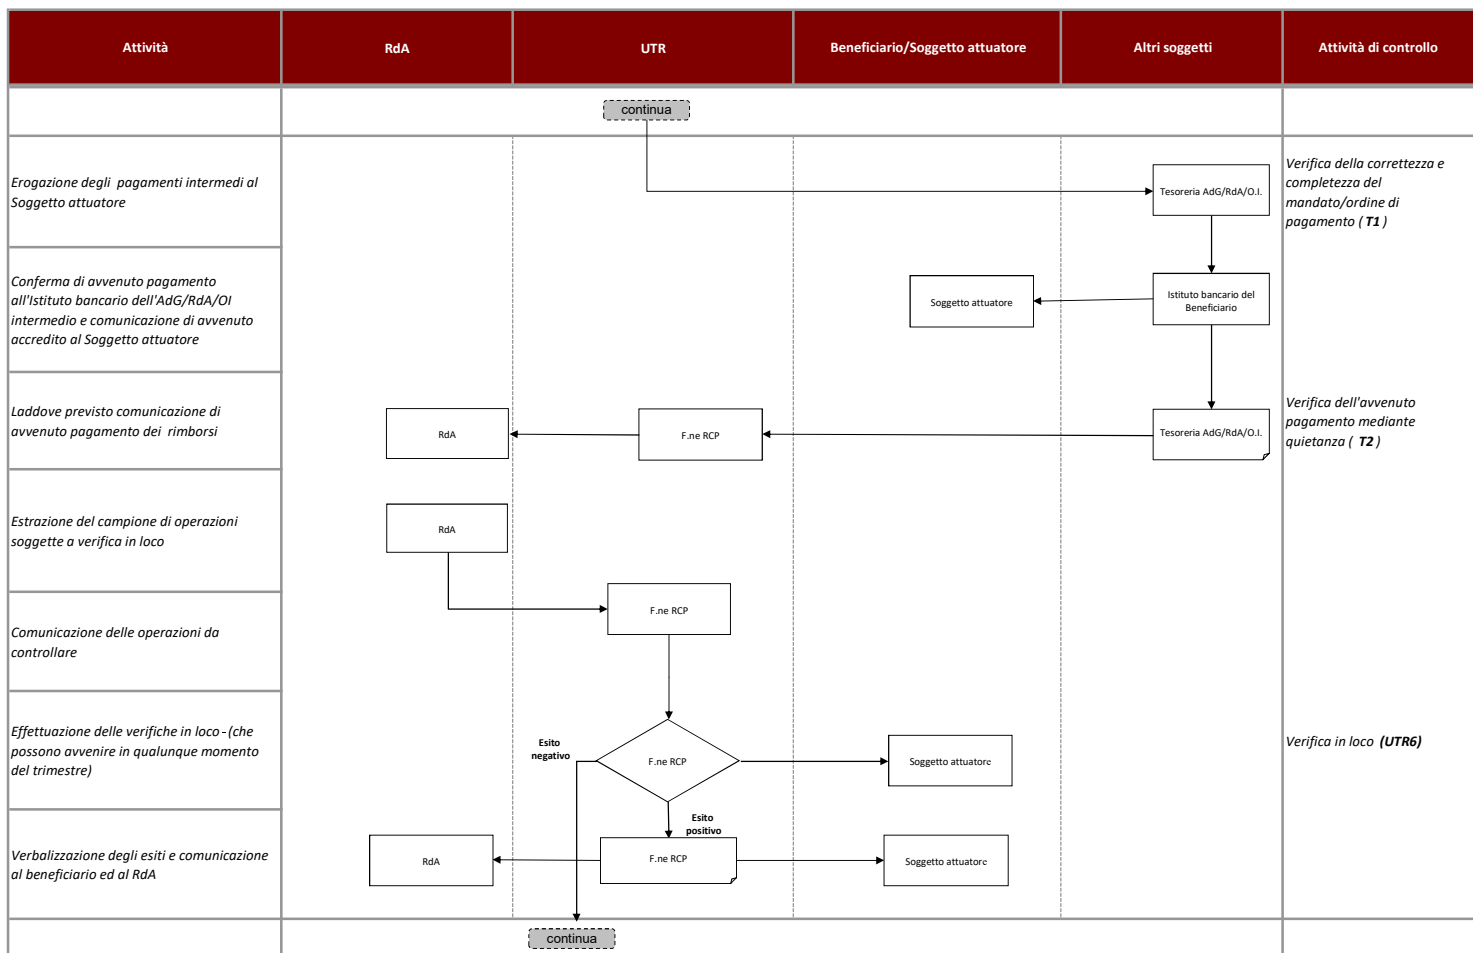 Attività
RdA
UTR
Beneficiario/Soggetto attuatore
Altri soggetti
Attività di controllo
continua
Erogazione degli pagamenti intermedi al
Soggetto attuatore
Tesoreria AdG/RdA/O.I.
Verifica della correttezza e
completezza del
mandato/ordine di
pagamento ( T1 )
Conferma di avvenuto pagamento
all'Istituto bancario dell'AdG/RdA/OI
intermedio e comunicazione di avvenuto
accredito al Soggetto attuatore
Soggetto attuatore
Istituto bancario del
Beneficiario
Laddove previsto comunicazione di
avvenuto pagamento dei rimborsi
RdA
F.ne RCP
Tesoreria AdG/RdA/O.I.
Verifica dell'avvenuto
pagamento mediante
quietanza ( T2 )
Estrazione del campione di operazioni
soggette a verifica in loco
RdA
Comunicazione delle operazioni da
controllare
F.ne RCP
Effettuazione delle verifiche in loco - (che
possono avvenire in qualunque momento
del trimestre)
Esito
negativo
F.ne RCP
Soggetto attuatore
Verifica in loco (UTR6)
Esito
positivo
Verbalizzazione degli esiti e comunicazione
al beneficiario ed al RdA
RdA
F.ne RCP
Soggetto attuatore
continua